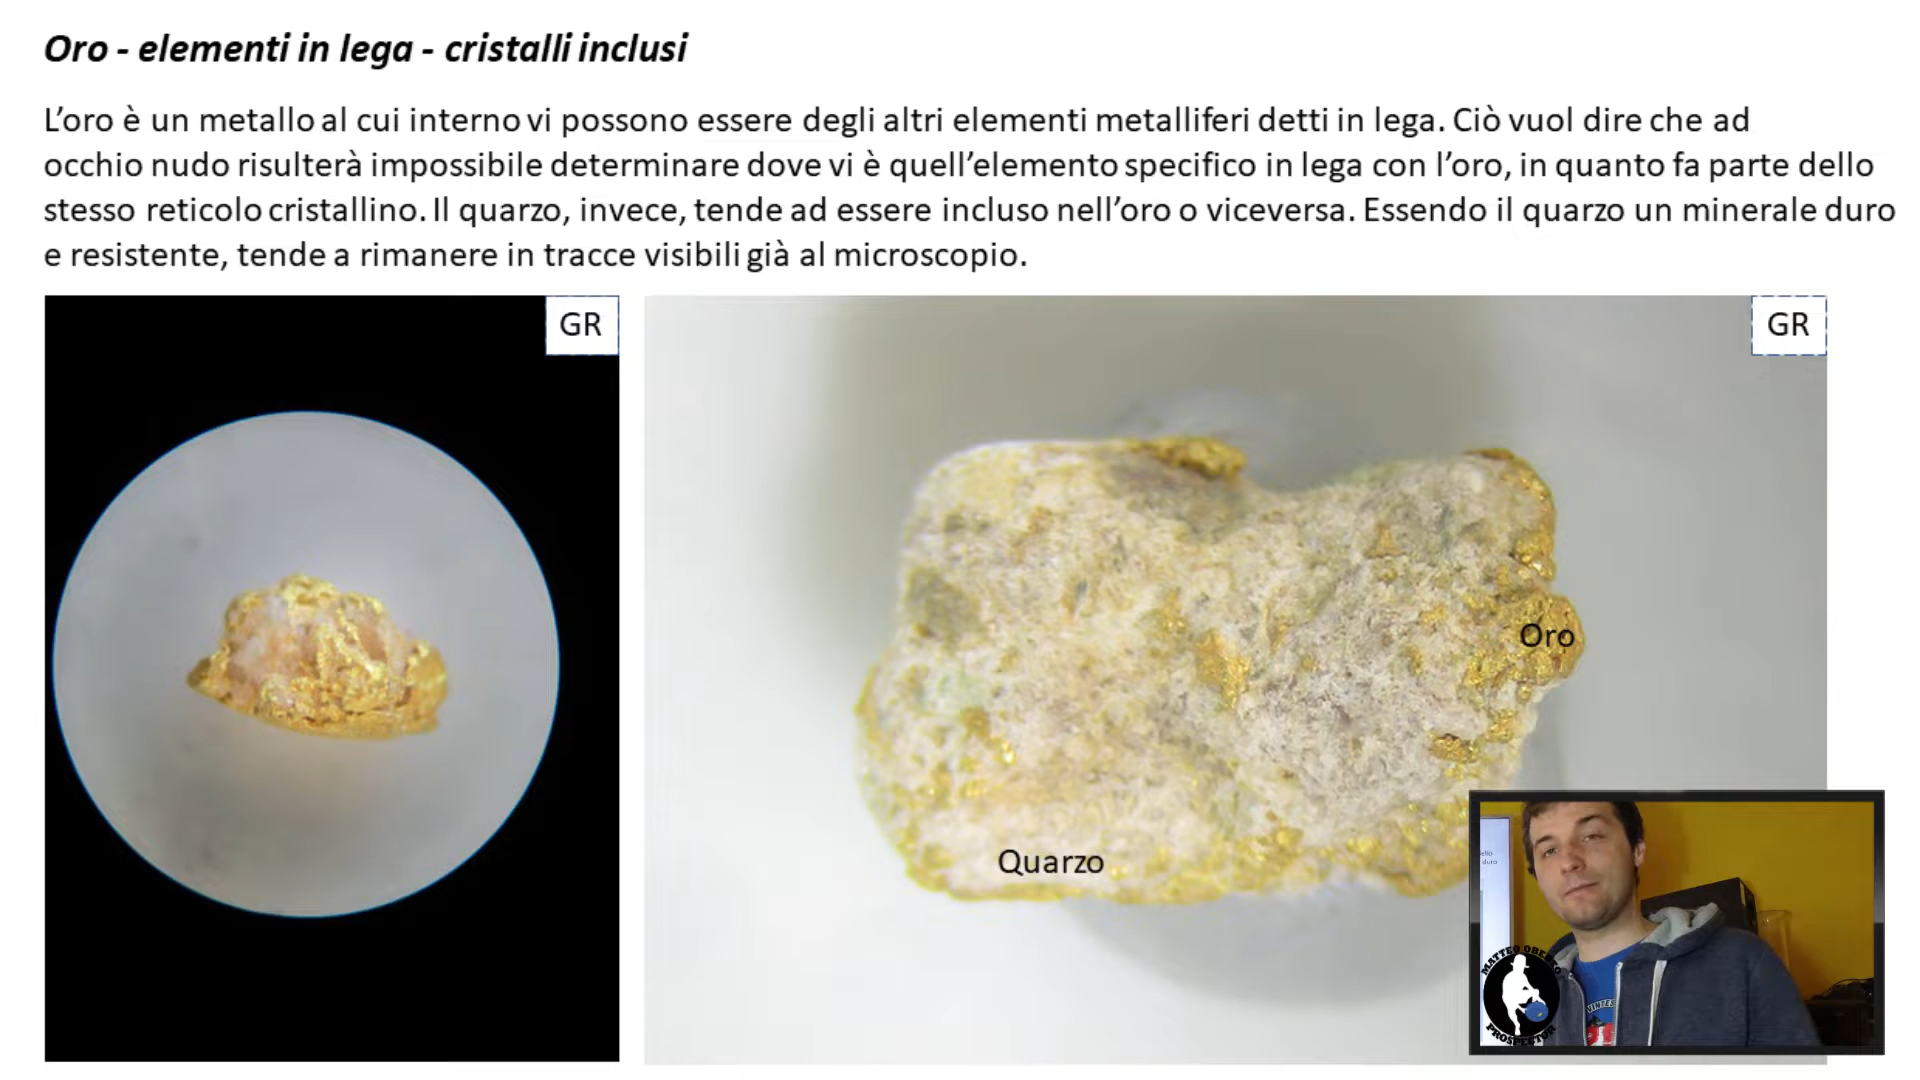 Oro - elementi in lega - cristalli inclusi
L'oro è un metallo al cui interno vi possono essere degli altri elementi metalliferi detti in lega. Ciò vuol dire che ad
occhio nudo risulterà impossibile determinare dove vi è quell'elemento specifico in lega con l'oro, in quanto fa parte dello
stesso reticolo cristallino. Il quarzo, invece, tende ad essere incluso nell'oro o viceversa. Essendo il quarzo un minerale duro
e resistente, tende a rimanere in tracce visibili già al microscopio.
GR
GR
Oro
Quarzo
duro
MATTEO
PROSPECTOR